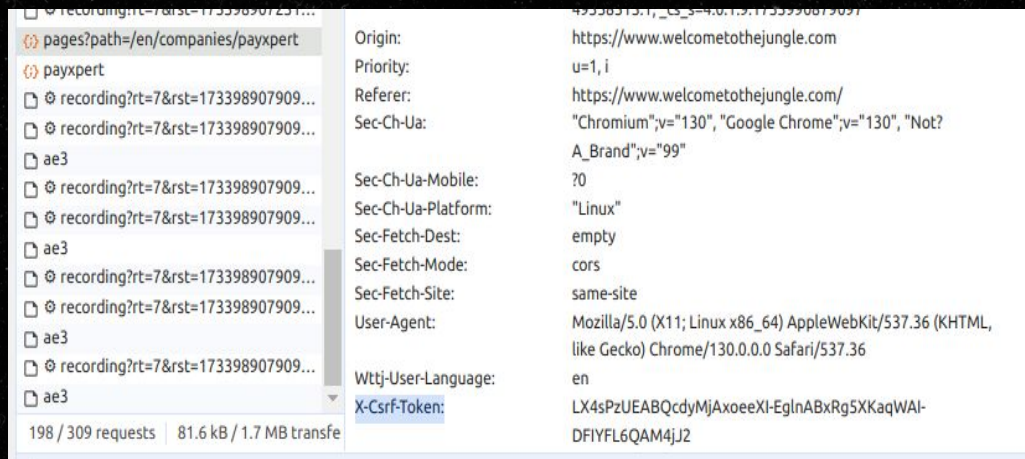 pages?path=/en/companies/payxpert
payxpert
recording?rt=7&rst=173398907909...
recording?rt=7&rst=173398907909...
ae3
recording?rt=7&rst=173398907909...
recording?rt=7&rst=173398907909...
ae3
recording?rt=7&rst=173398907909...
recording?rt=7&rst=173398907909...
ae3
recording?rt=7&rst=173398907909...
ae3
198 / 309 requests 81.6 kB / 1.7 MB transfe
Origin: https://www.welcometothejungle.com
Priority: u=1, i
Referer: https://www.welcometothejungle.com/
Sec-Ch-Ua: "Chromium";v="130", "Google Chrome";v="130", "Not?
A_Brand";v="99"
Sec-Ch-Ua-Mobile: ?0
Sec-Ch-Ua-Platform: "Linux"
Sec-Fetch-Dest: empty
Sec-Fetch-Mode: cors
Sec-Fetch-Site: same-site
User-Agent: Mozilla/5.0 (X11; Linux x86_64) AppleWebKit/537.36 (KHTML,
like Gecko) Chrome/130.0.0.0 Safari/537.36
Wttj-User-Language: en
X-Csrf-Token: LX4sPzUEABQcdyMjAxoeeXI-EglnABxRg5XKaqWAI-
DFIYFL6QAM4jJ2